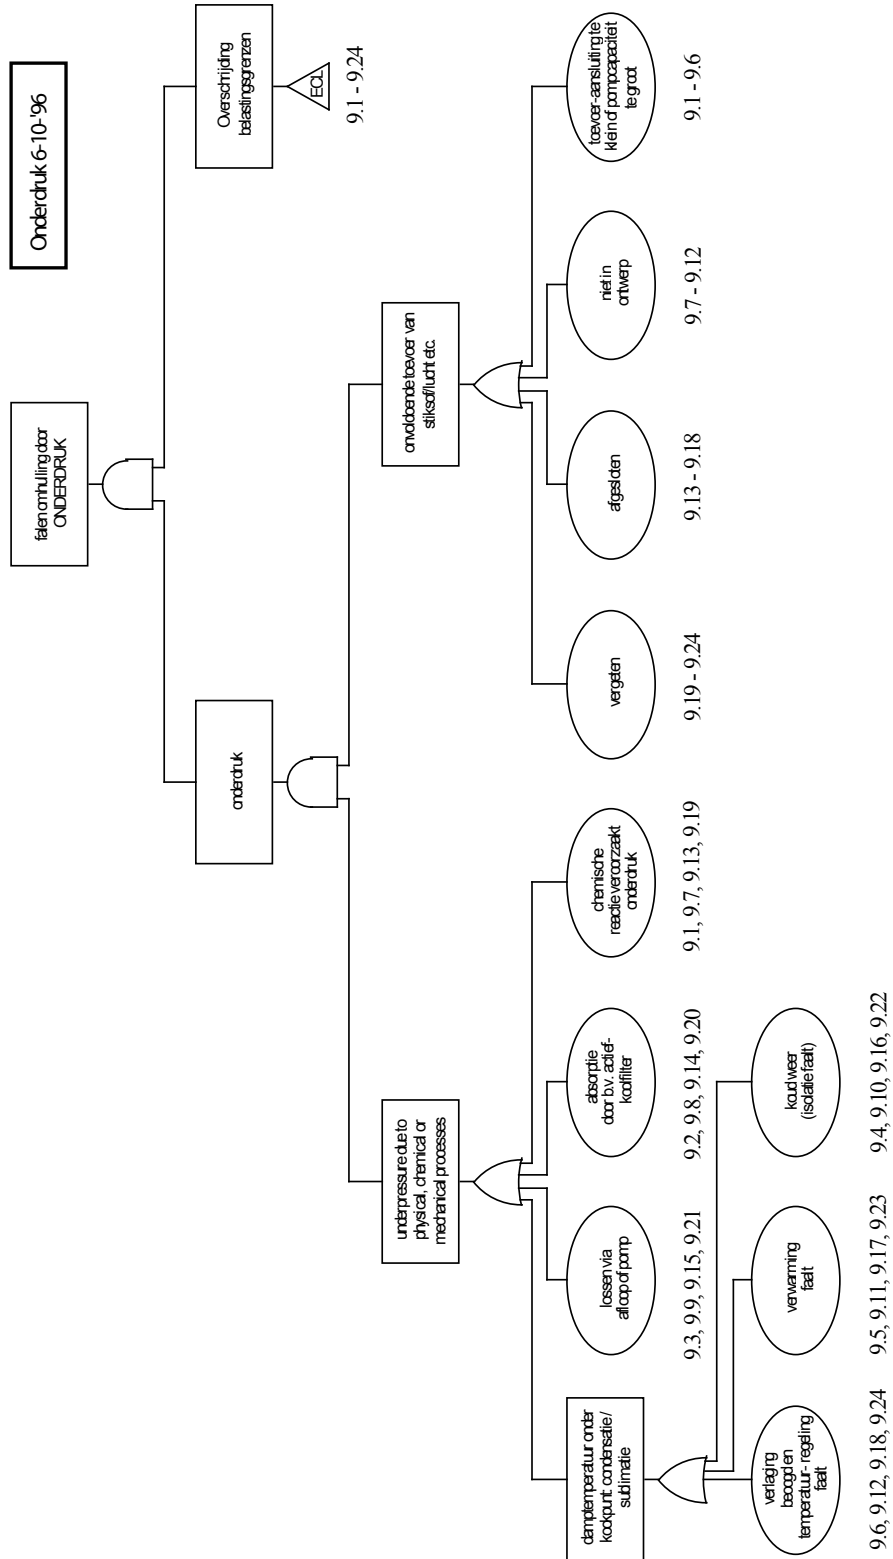 Onderdruk 6-10-'96
falen omhulling door
ONDERDRUK
onderdruk
Overschrijding
belastingsgrenzen
ECL
9.1 - 9.24
underpressure due to
physical, chemical or
mechanical processes
onvoldoende toevoer van
stikstof/lucht etc.
damptemperatuur onder
kookpunt: condensatie /
sublimatie
lossen via
afloop of pomp
9.3, 9.9, 9.15, 9.21
absorptie
door b.v. actief-
koolfilter
9.2, 9.8, 9.14, 9.20
chemische
reactie veroorzaakt
onderdruk
9.1, 9.7, 9.13, 9.19
vergeten
9.19 - 9.24
afgesloten
9.13 - 9.18
niet in
ontwerp
9.7 - 9.12
toevoer-aansluiting te
klein of pompcapaciteit
te groot
9.1 - 9.6
verlaging
beoogd en
temperatuur- regeling
faalt
9.6, 9.12, 9.18, 9.24
verwarming
faalt
9.5, 9.11, 9.17, 9.23
koud weer
(isolatie faalt)
9.4, 9.10, 9.16, 9.22